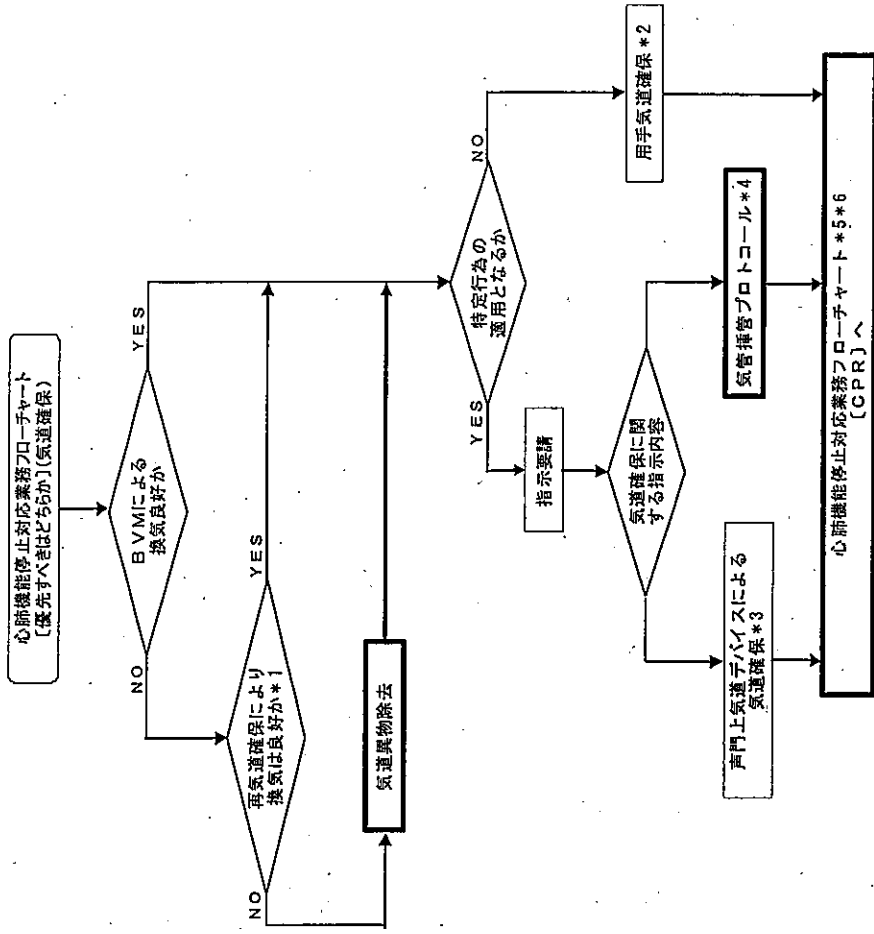 心肺機能停止対応業務フローチャート
〔優先すべきはどちらか〕(気道確保)
BVMによる
換気良好か
YES
NO
再気道確保により
換気は良好か*1
YES
NO
気道異物除去
特定行為の
適用となるか
NO
YES
用手気道確保*2
指示要請
気道確保に関
する指示内容
声門上気道デバイスによる
気道確保*3
気管挿管プロトコール*4
心肺機能停止対応業務フローチャート*5*6
〔CPR〕へ